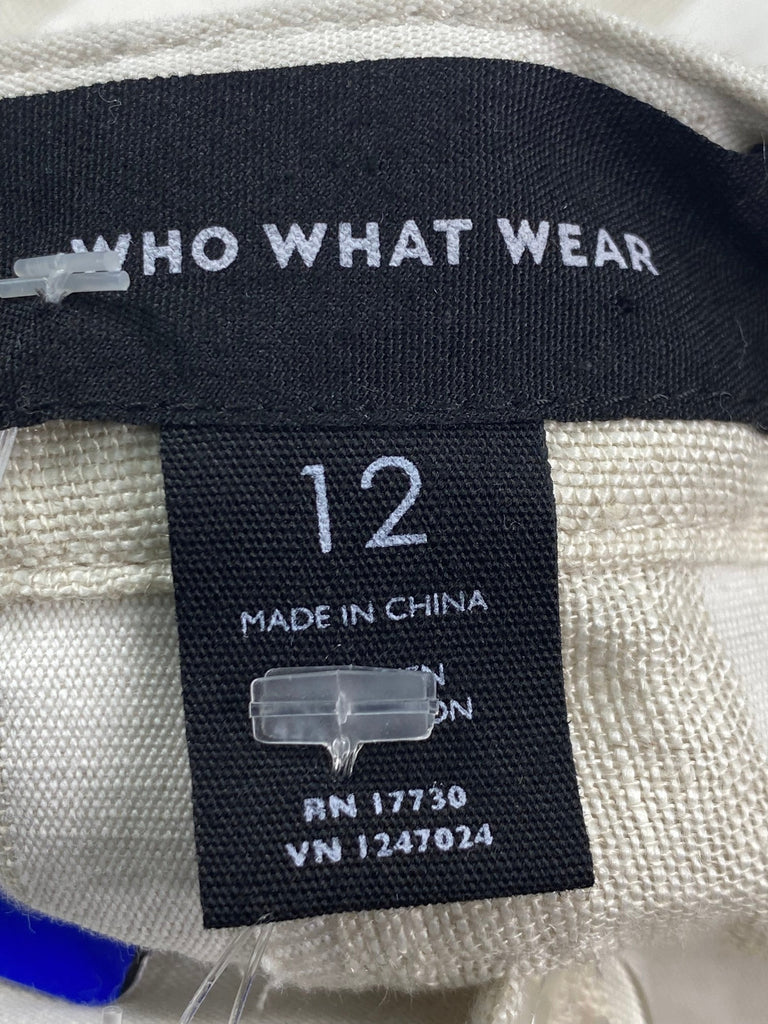 WHO WHAT WEAR
12
MADE IN CHINA
RN 17730
VN 1247024